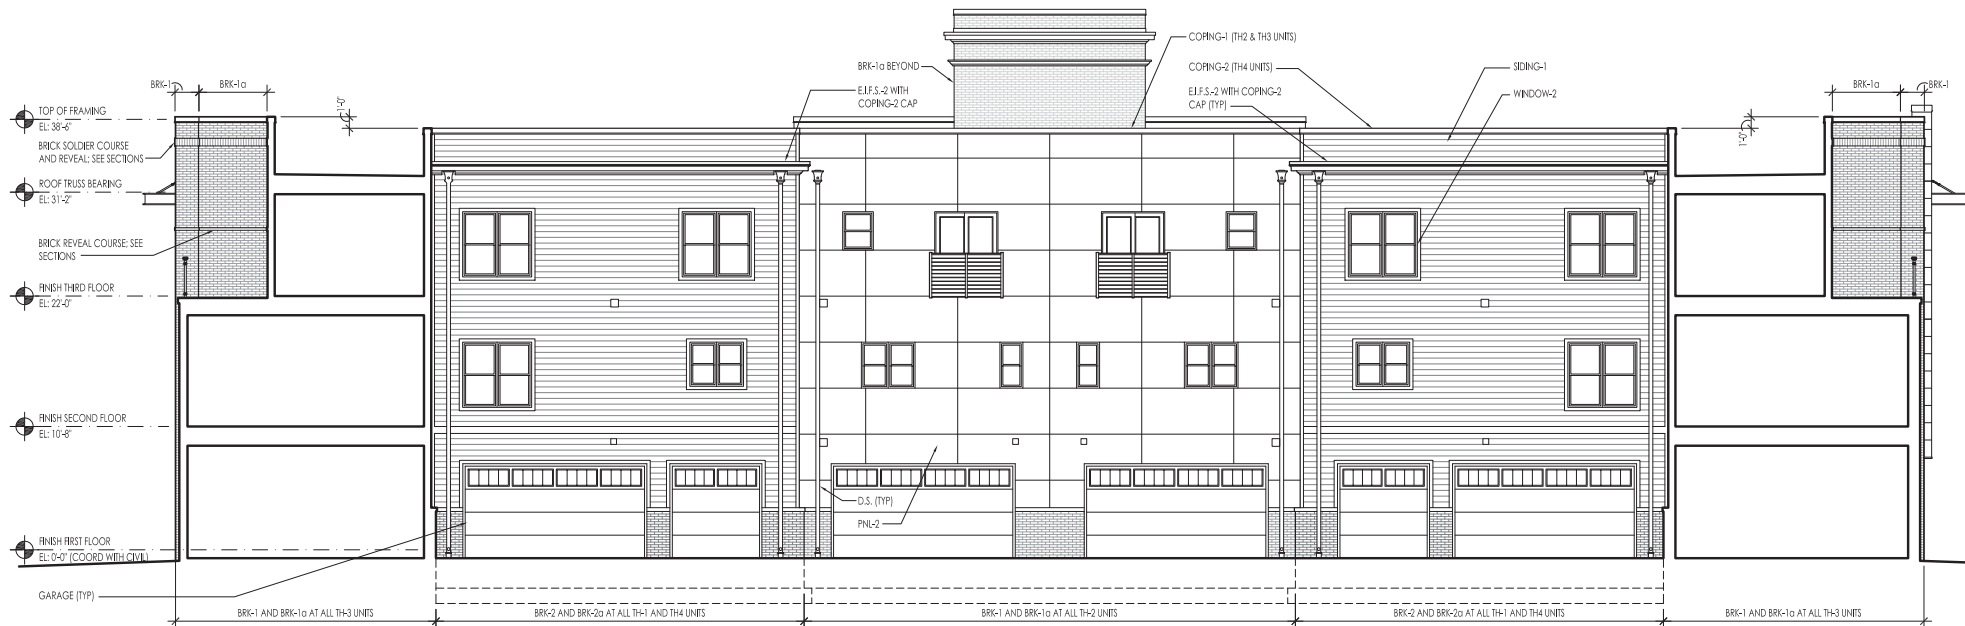 COPING-1 (TH2 & TH3 UNITS)
BRK-1a BEYOND
COPING-2 (TH4 UNITS)
SIDING-1
BRK-1
BRK-1a
E.I.F.S.-2 WITH
COPING-2 CAP
E.I.F.S.-2 WITH COPING-2
CAP (TYP)
WINDOW-2
BRK-1a
BRK-1
TOP OF FRAMING
EL: 38'-6"
1'-0"
1'-0"
BRICK SOLDIER COURSE
AND REVEAL; SEE SECTIONS
ROOF TRUSS BEARING
EL: 31'-2"
BRICK REVEAL COURSE; SEE
SECTIONS
FINISH THIRD FLOOR
EL: 22'-0"
FINISH SECOND FLOOR
EL: 10'-8"
D.S. (TYP)
PNL-2
FINISH FIRST FLOOR
EL: 0'-0" (COORD WITH CIVIL)
GARAGE (TYP)
BRK-1 AND BRK-1a AT ALL TH-3 UNITS
BRK-2 AND BRK-2a AT ALL TH-1 AND TH4 UNITS
BRK-1 AND BRK-1a AT ALL TH-2 UNITS
BRK-2 AND BRK-2a AT ALL TH-1 AND TH4 UNITS
BRK-1 AND BRK-1a AT ALL TH-3 UNITS